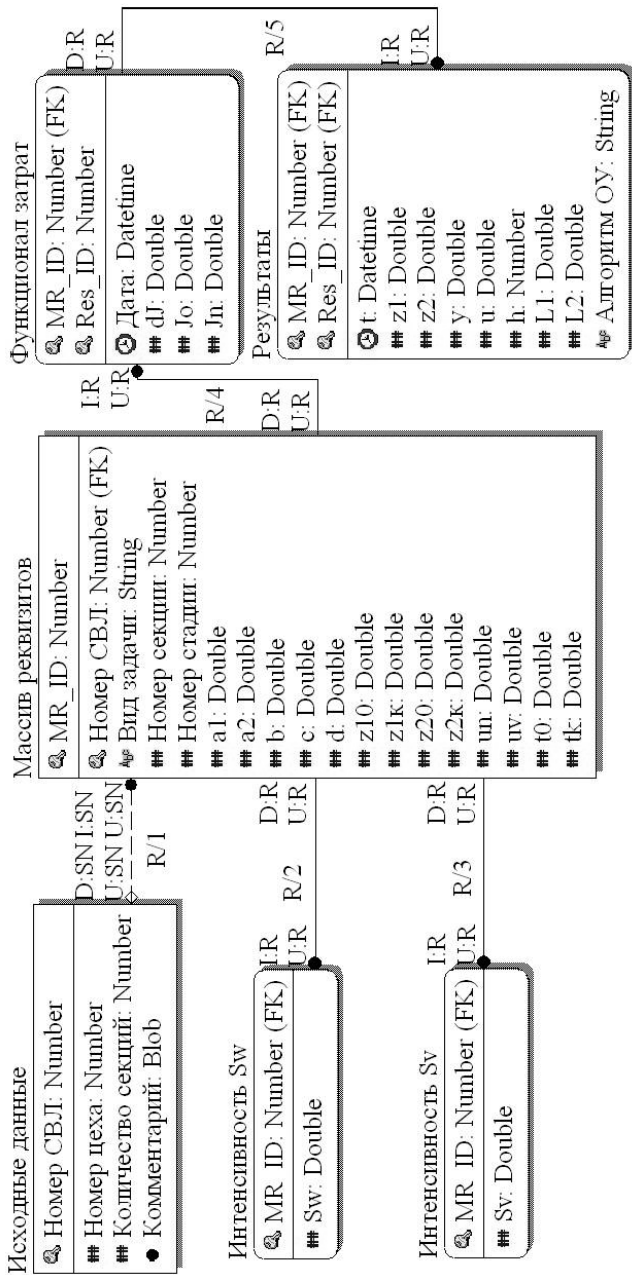 Исходные данные
Номер СВЛ: Number
Номер цеха: Number
Количество секций: Number
Комментарий: Blob
D:SN I:SN
U:SN U:SN
R/1
Интенсивность Sw
MR_ID: Number (FK)
Sw: Double
I:R
U:R
R/2
D:R
U:R
Интенсивность Sv
MR_ID: Number (FK)
Sv: Double
I:R
U:R
R/3
D:R
U:R
Массив реквизитов
MR_ID: Number
Номер СВЛ: Number (FK)
Вид задачи: String
Номер секции: Number
Номер стадии: Number
a1: Double
a2: Double
b: Double
c: Double
d: Double
z10: Double
z1к: Double
z20: Double
z2к: Double
un: Double
uv: Double
t0: Double
tk: Double
I:R
U:R
R/4
D:R
U:R
Функционал затрат
MR_ID: Number (FK)
Res_ID: Number
Дата: Datetime
dJ: Double
Jo: Double
Jn: Double
D:R
U:R
R/5
I:R
U:R
Результаты
MR_ID: Number (FK)
Res_ID: Number (FK)
t: Datetime
z1: Double
z2: Double
y: Double
u: Double
h: Number
L1: Double
L2: Double
Алгоритм ОУ: String